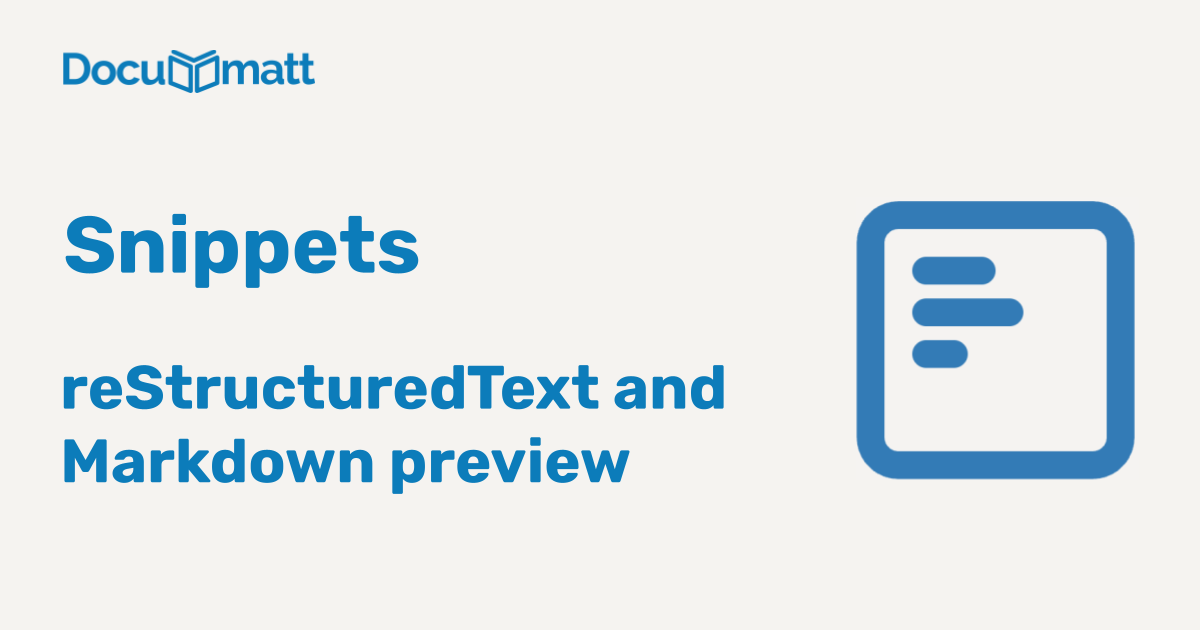 Documatt
Snippets
reStructuredText and
Markdown preview